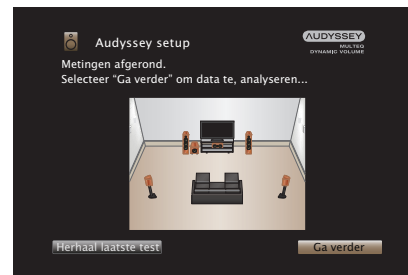 Audyssey setup
AUDYSSEY
MULTEQ
DYNAMIC VOLUME
Metingen afgerond.
Selecteer “Ga verder” om data te, analyseren...
Herhaal laatste test
Ga verder